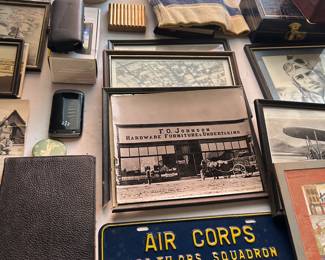 F.O. JOHNSON
HARDWARE FURNITURE & UNDERTAKING
AIR CORPS
SQUADRON